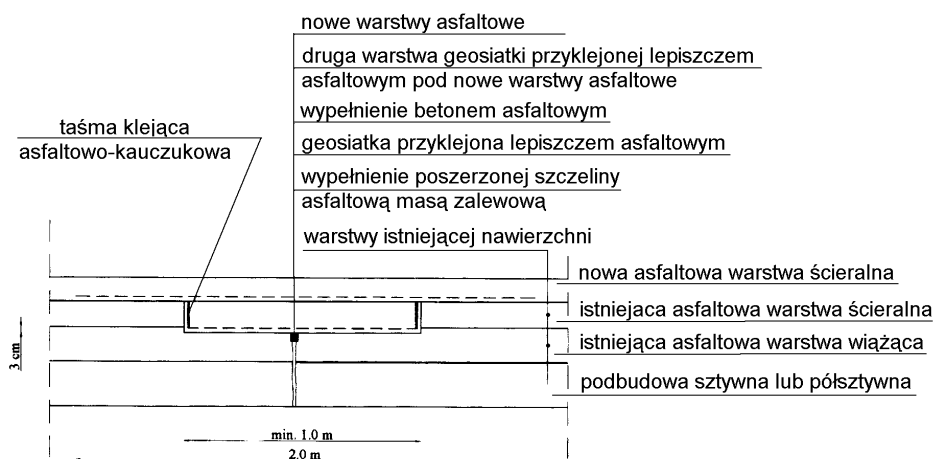 nowe warstwy asfaltowe
druga warstwa geosiatki przyklejonej lepiszczem
asfaltowym pod nowe warstwy asfaltowe
wypełnienie betonem asfaltowym
geosiatka przyklejona lepiszczem asfaltowym
wypełnienie poszerzonej szczeliny
asfaltową masą zalewową
warstwy istniejącej nawierzchni
taśma klejąca
asfaltowo-kauczukowa
nowa asfaltowa warstwa ścieralna
istniejaca asfaltowa warstwa ścieralna
istniejąca asfaltowa warstwa wiążąca
podbudowa sztywna lub półsztywna
3 cm
min. 1.0 m
2.0 m